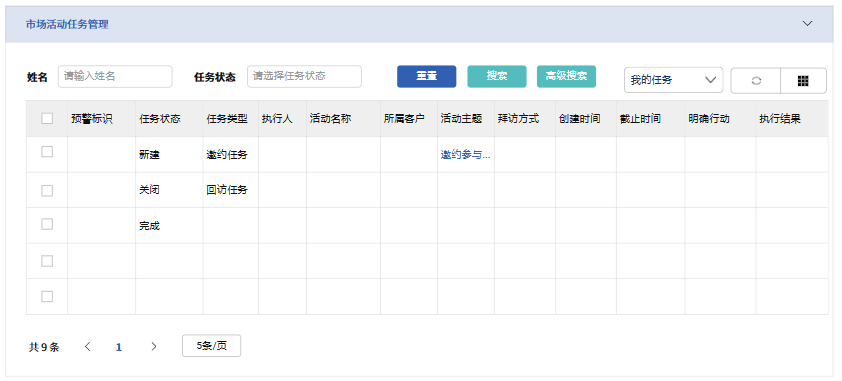 市场活动任务管理
姓名 请输入姓名 任务状态 请选择任务状态 重置 搜索 高级搜索 我的任务
预警标识 任务状态 任务类型 执行人 活动名称 所属客户 活动主题 拜访方式 创建时间 截止时间 明确行动 执行结果
新建 邀约任务 邀约参与...
关闭 回访任务
完成
共9条 1 5条/页